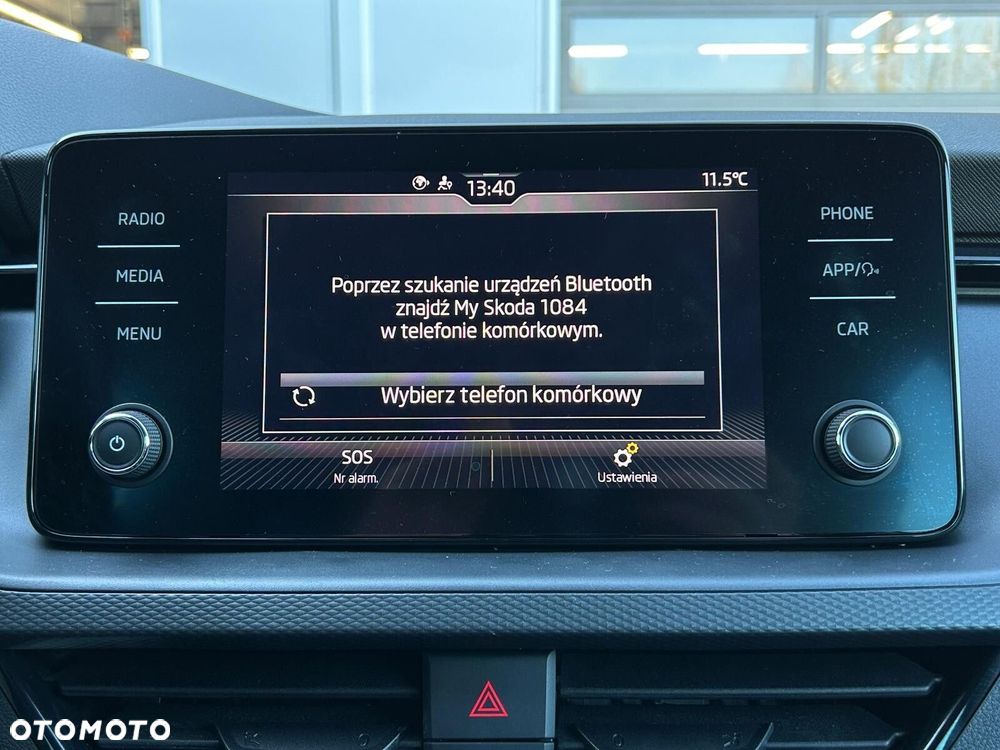 13:40
11.5°C
RADIO
MEDIA
MENU
PHONE
APP/
CAR
Poprzez szukanie urządzeń Bluetooth
znajdź My Skoda 1084
w telefonie komórkowym.
Wybierz telefon komórkowy
SOS
Nr alarm.
Ustawienia
OTOMOTO